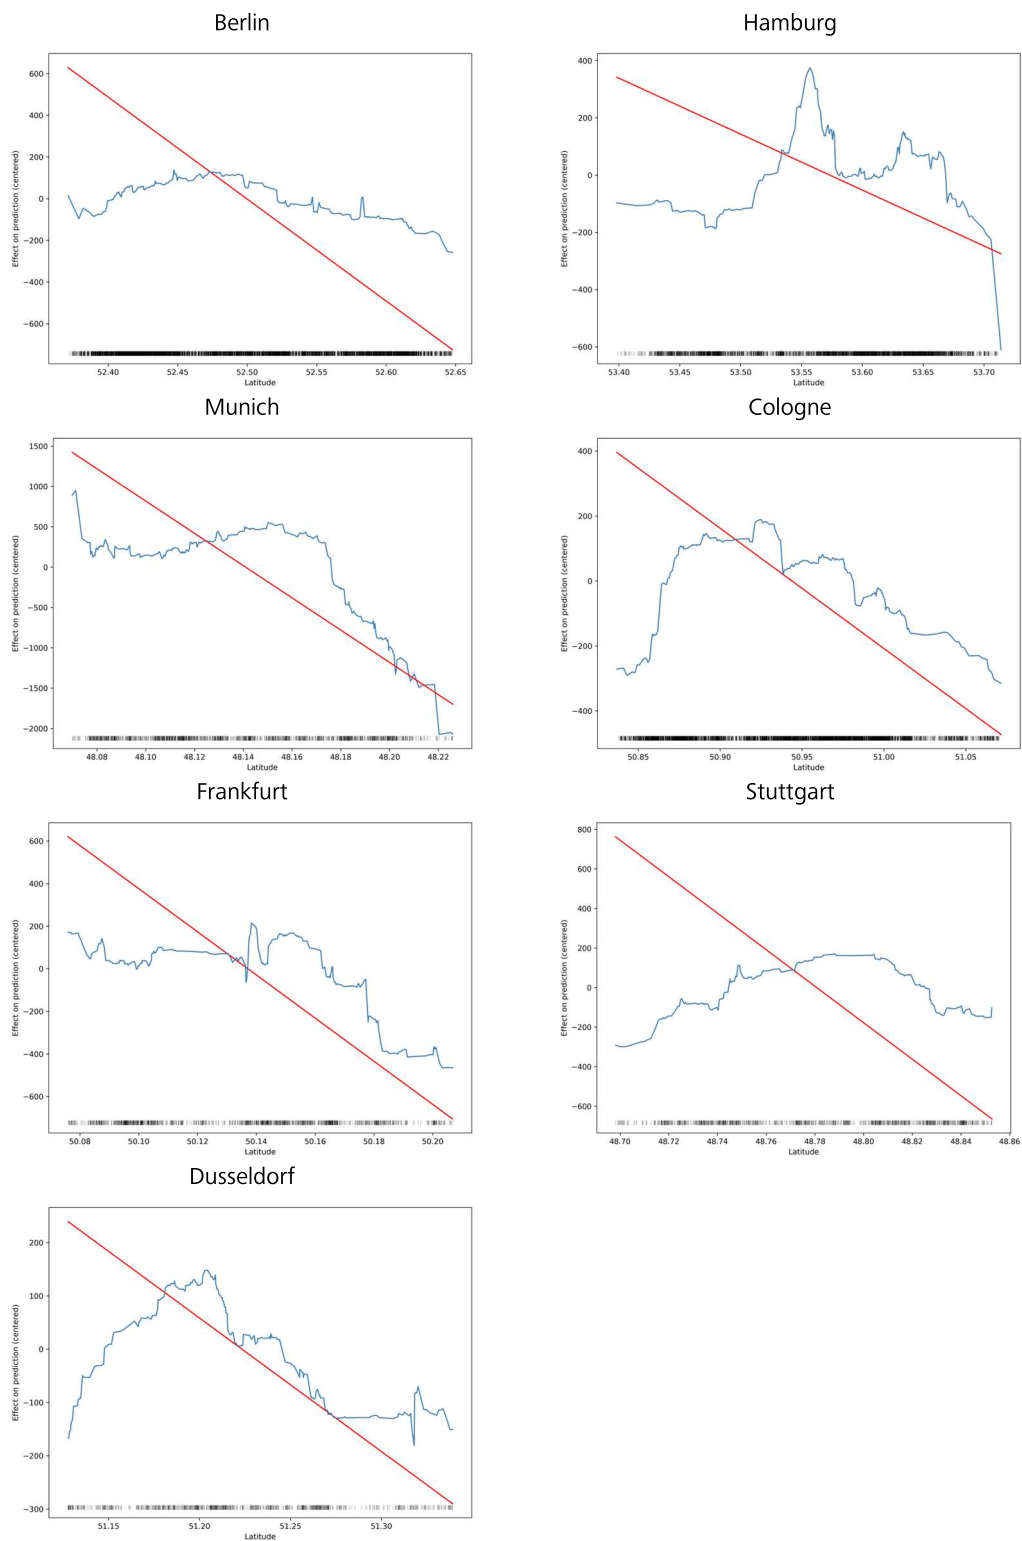 Berlin
Hamburg
600
400
200
0
−200
−400
−600
Effect on prediction (centered)
52.40 52.45 52.50 52.55 52.60 52.65
Latitude
400
200
0
−200
−400
−600
Effect on prediction (centered)
53.40 53.45 53.50 53.55 53.60 53.65 53.70
Latitude
Munich
Cologne
1500
1000
500
0
−500
−1000
−1500
−2000
Effect on prediction (centered)
48.08 48.10 48.12 48.14 48.16 48.18 48.20 48.22
Latitude
400
200
0
−200
−400
Effect on prediction (centered)
50.85 50.90 50.95 51.00 51.05
Latitude
Frankfurt
Stuttgart
600
400
200
0
−200
−400
−600
Effect on prediction (centered)
50.08 50.10 50.12 50.14 50.16 50.18 50.20
Latitude
800
600
400
200
0
−200
−400
−600
Effect on prediction (centered)
48.70 48.72 48.74 48.76 48.78 48.80 48.82 48.84 48.86
Latitude
Dusseldorf
200
100
0
−100
−200
−300
Effect on prediction (centered)
51.15 51.20 51.25 51.30
Latitude